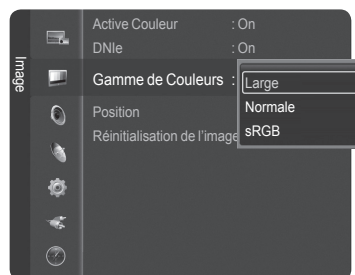 Image
Active Couleur : On
DNIe : On
Gamme de Couleurs :
Large
Normale
sRGB
Position
Réinitialisation de l'image